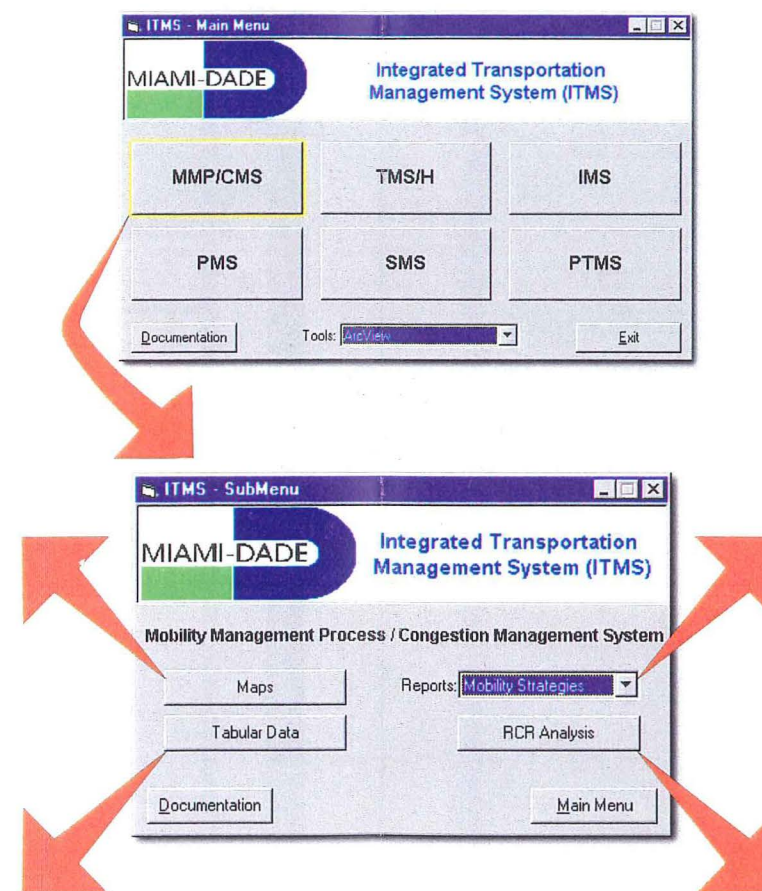 ITMS - Main Menu
MIAMI-DADE
Integrated Transportation
Management System (ITMS)
MMP/CMS
TMS/H
IMS
PMS
SMS
PTMS
Documentation
Tools: ArcView
Exit
ITMS - SubMenu
MIAMI-DADE
Integrated Transportation
Management System (ITMS)
Mobility Management Process / Congestion Management System
Maps
Reports: Mobility Strategies
Tabular Data
RCR Analysis
Documentation
Main Menu